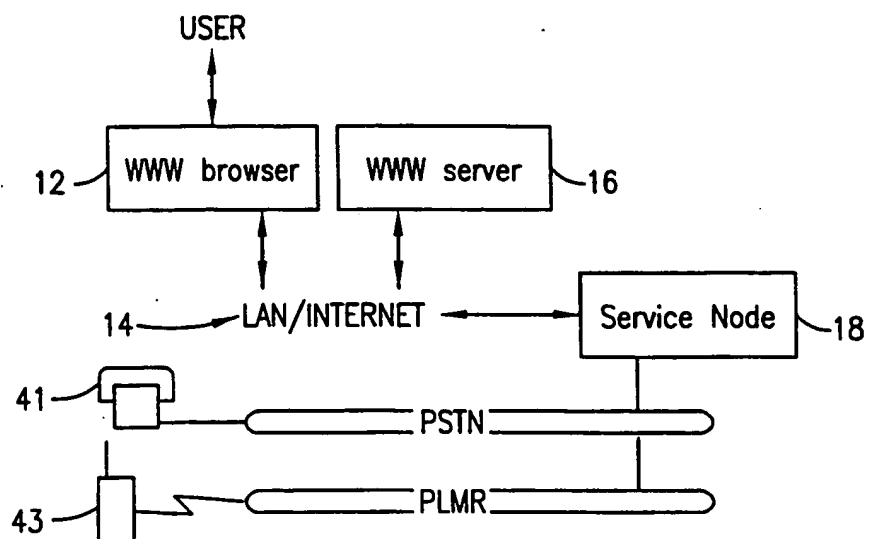 USER
12 WWW browser WWW server 16
14 LAN/INTERNET Service Node 18
41 PSTN
43 PLMR